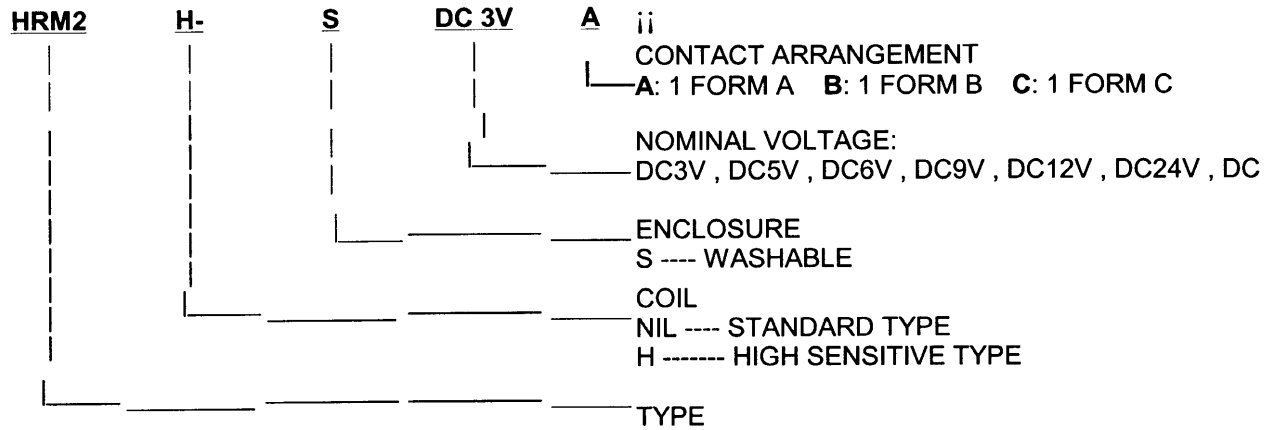 HRM2 H- S DC 3V A ¡¡
CONTACT ARRANGEMENT
A: 1 FORM A B: 1 FORM B C: 1 FORM C
NOMINAL VOLTAGE:
DC3V , DC5V , DC6V , DC9V , DC12V , DC24V , DC
ENCLOSURE
S ---- WASHABLE
COIL
NIL ---- STANDARD TYPE
H ------- HIGH SENSITIVE TYPE
TYPE